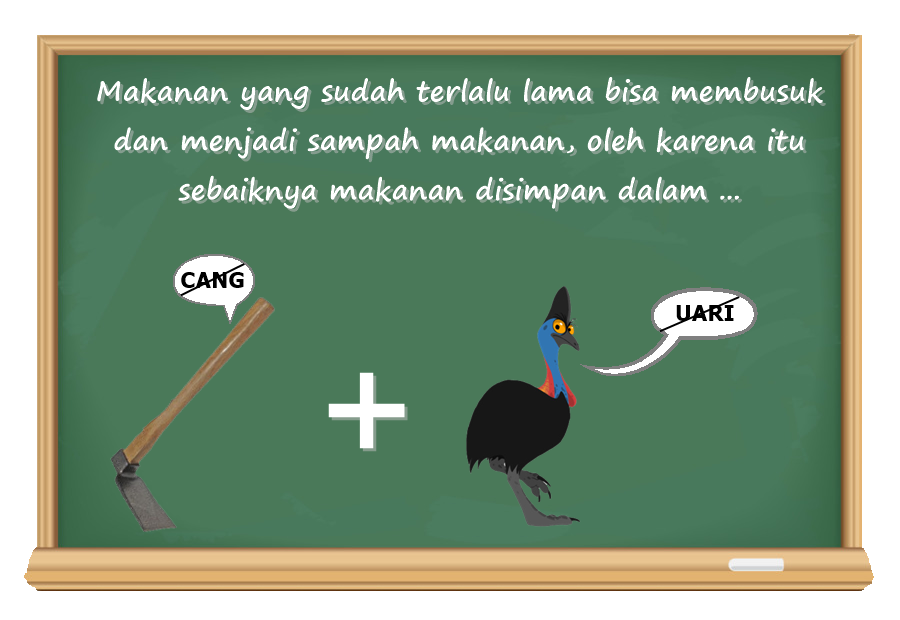 Makanan yang sudah terlalu lama bisa membusuk
dan menjadi sampah makanan, oleh karena itu
sebaiknya makanan disimpan dalam ...
CANG
UARI